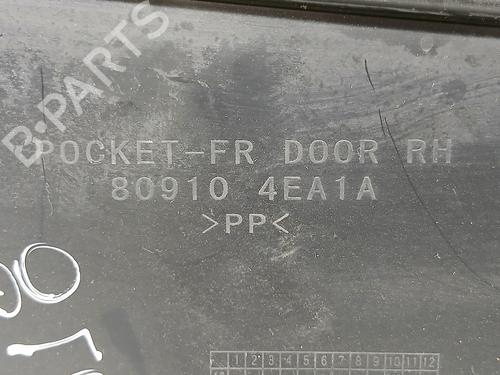 B-PARTS
POCKET-FR DOOR RH
80910 4EA1A
>PP<
1 2 3 4 5 6 7 8 9 10 11 12